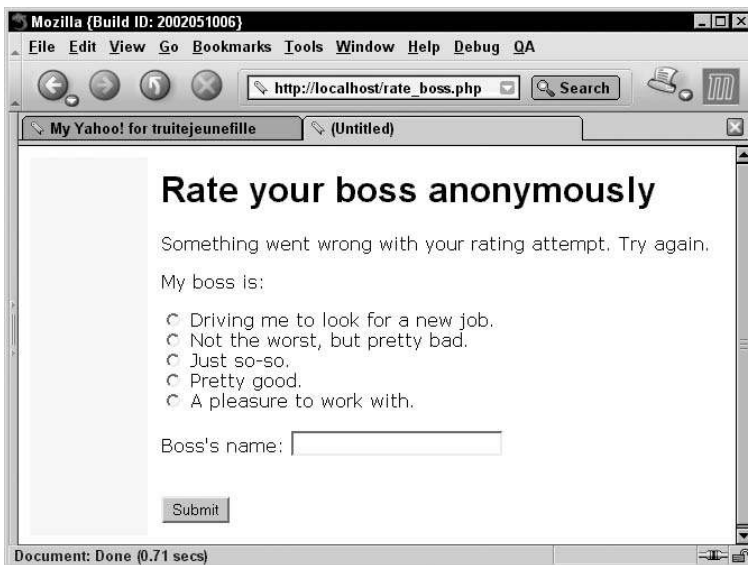 Mozilla {Build ID: 2002051006}
File Edit View Go Bookmarks Tools Window Help Debug QA
http://localhost/rate_boss.php Search
My Yahoo! for truitejeunefille (Untitled)
Rate your boss anonymously
Something went wrong with your rating attempt. Try again.
My boss is:
Driving me to look for a new job.
Not the worst, but pretty bad.
Just so-so.
Pretty good.
A pleasure to work with.
Boss's name:
Submit
Document: Done (0.71 secs)